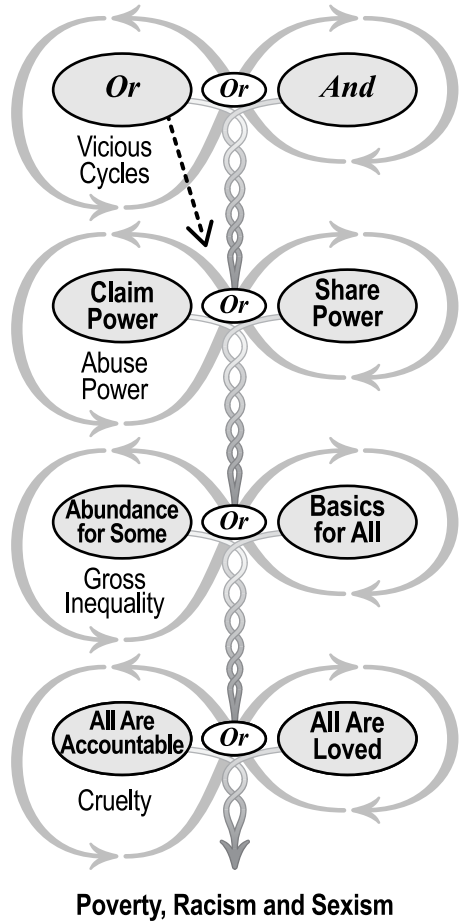 Or Or And
Vicious
Cycles
Claim
Power
Or
Share
Power
Abuse
Power
Abundance
for Some
Or
Basics
for All
Gross
Inequality
All Are
Accountable
Or
All Are
Loved
Cruelty
Poverty, Racism and Sexism